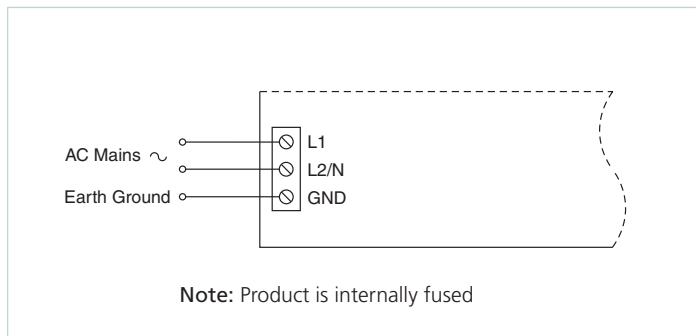 L1
AC Mains ~
L2/N
Earth Ground
GND
Note: Product is internally fused